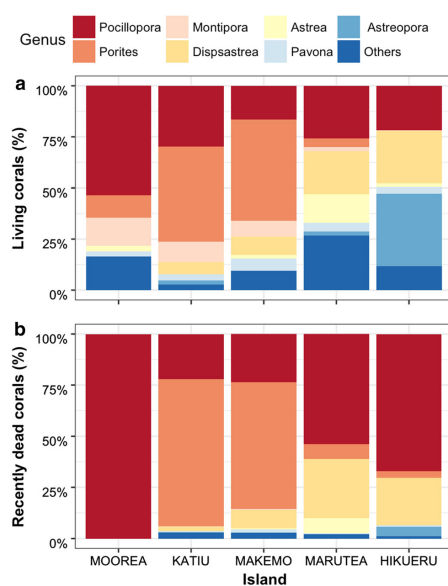 Genus
Pocillopora Montipora Astrea Astreopora
Porites Dispsastrea Pavona Others
a
Living corals (%)
100%
75%
50%
25%
0%
b
Recently dead corals (%)
100%
75%
50%
25%
0%
MOOREA KATIU MAKEMO MARUTEA HIKUERU
Island